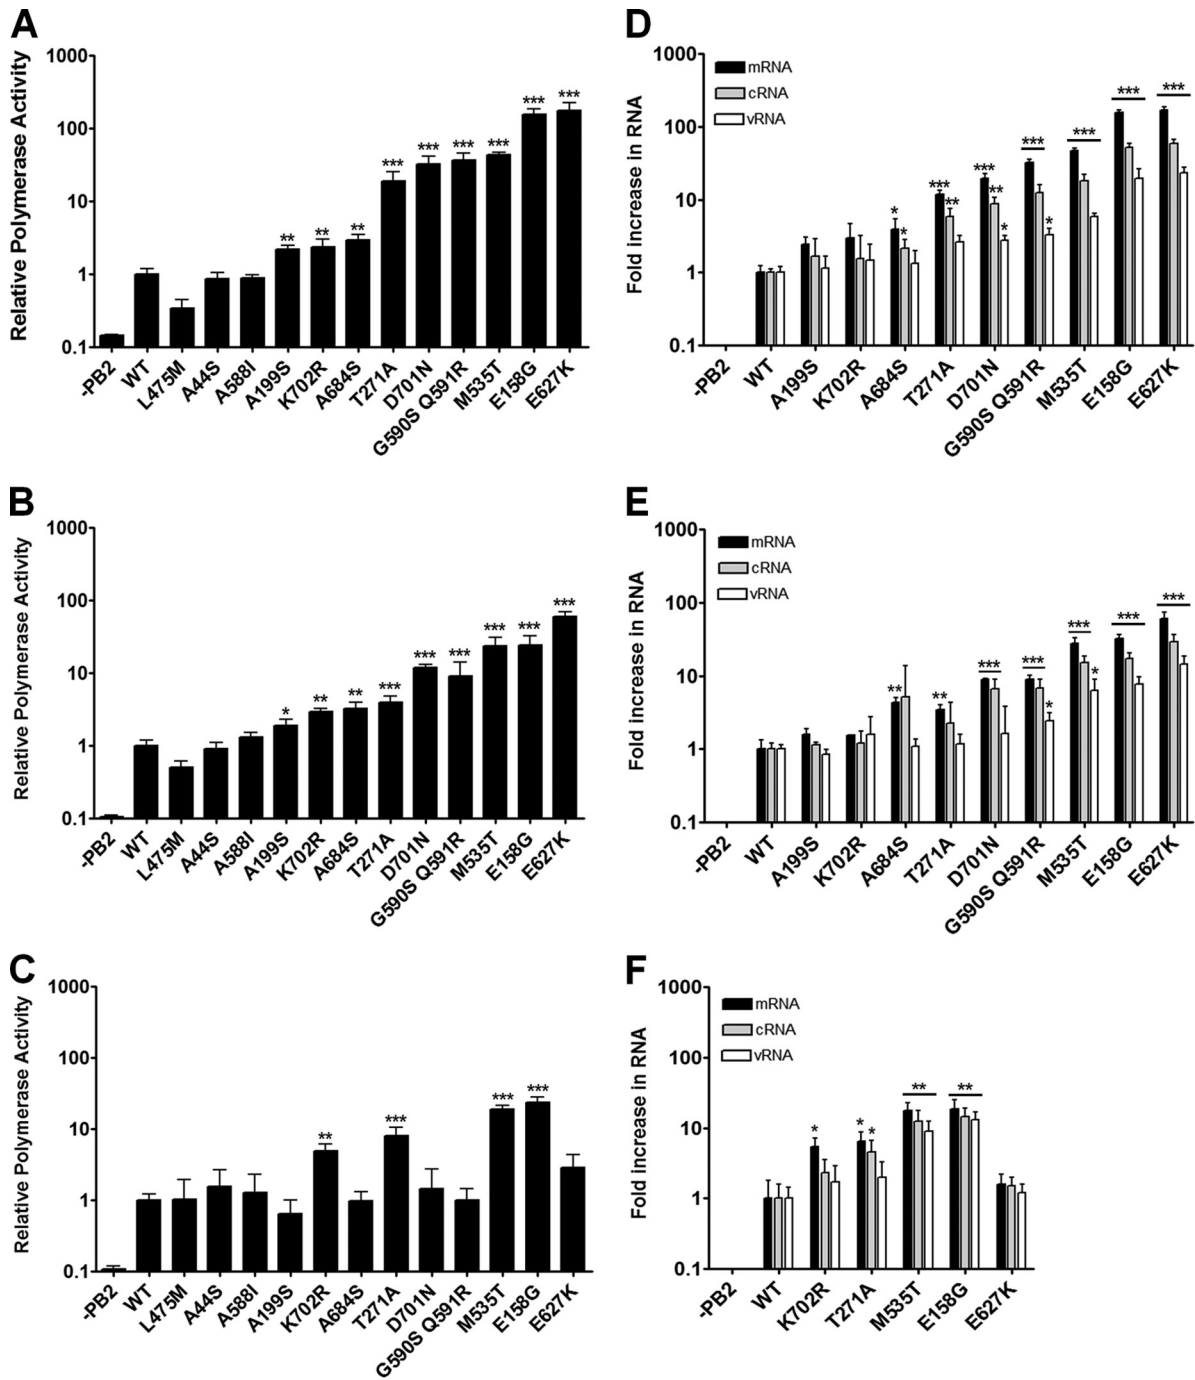 A
Relative Polymerase Activity
1000
100
10
1
0.1
** ** ** *** *** *** *** *** ***
-PB2 WT L475M A44S A588I A199S K702R A684S T271A D701N G590S Q591R M535T E158G E627K
D
Fold increase in RNA
1000
100
10
1
0.1
mRNA
cRNA
vRNA
* * *** ** *** ** * *** * *** *** ***
-PB2 WT A199S K702R A684S T271A D701N G590S Q591R M535T E158G E627K
B
Relative Polymerase Activity
1000
100
10
1
0.1
* ** ** *** *** *** *** *** ***
-PB2 WT L475M A44S A588I A199S K702R A684S T271A D701N G590S Q591R M535T E158G E627K
E
Fold increase in RNA
1000
100
10
1
0.1
mRNA
cRNA
vRNA
** ** *** *** * *** * *** ***
-PB2 WT A199S K702R A684S T271A D701N G590S Q591R M535T E158G E627K
C
Relative Polymerase Activity
1000
100
10
1
0.1
** *** *** ***
-PB2 WT L475M A44S A588I A199S K702R A684S T271A D701N G590S Q591R M535T E158G E627K
F
Fold increase in RNA
1000
100
10
1
0.1
mRNA
cRNA
vRNA
* * * ** **
-PB2 WT K702R T271A M535T E158G E627K